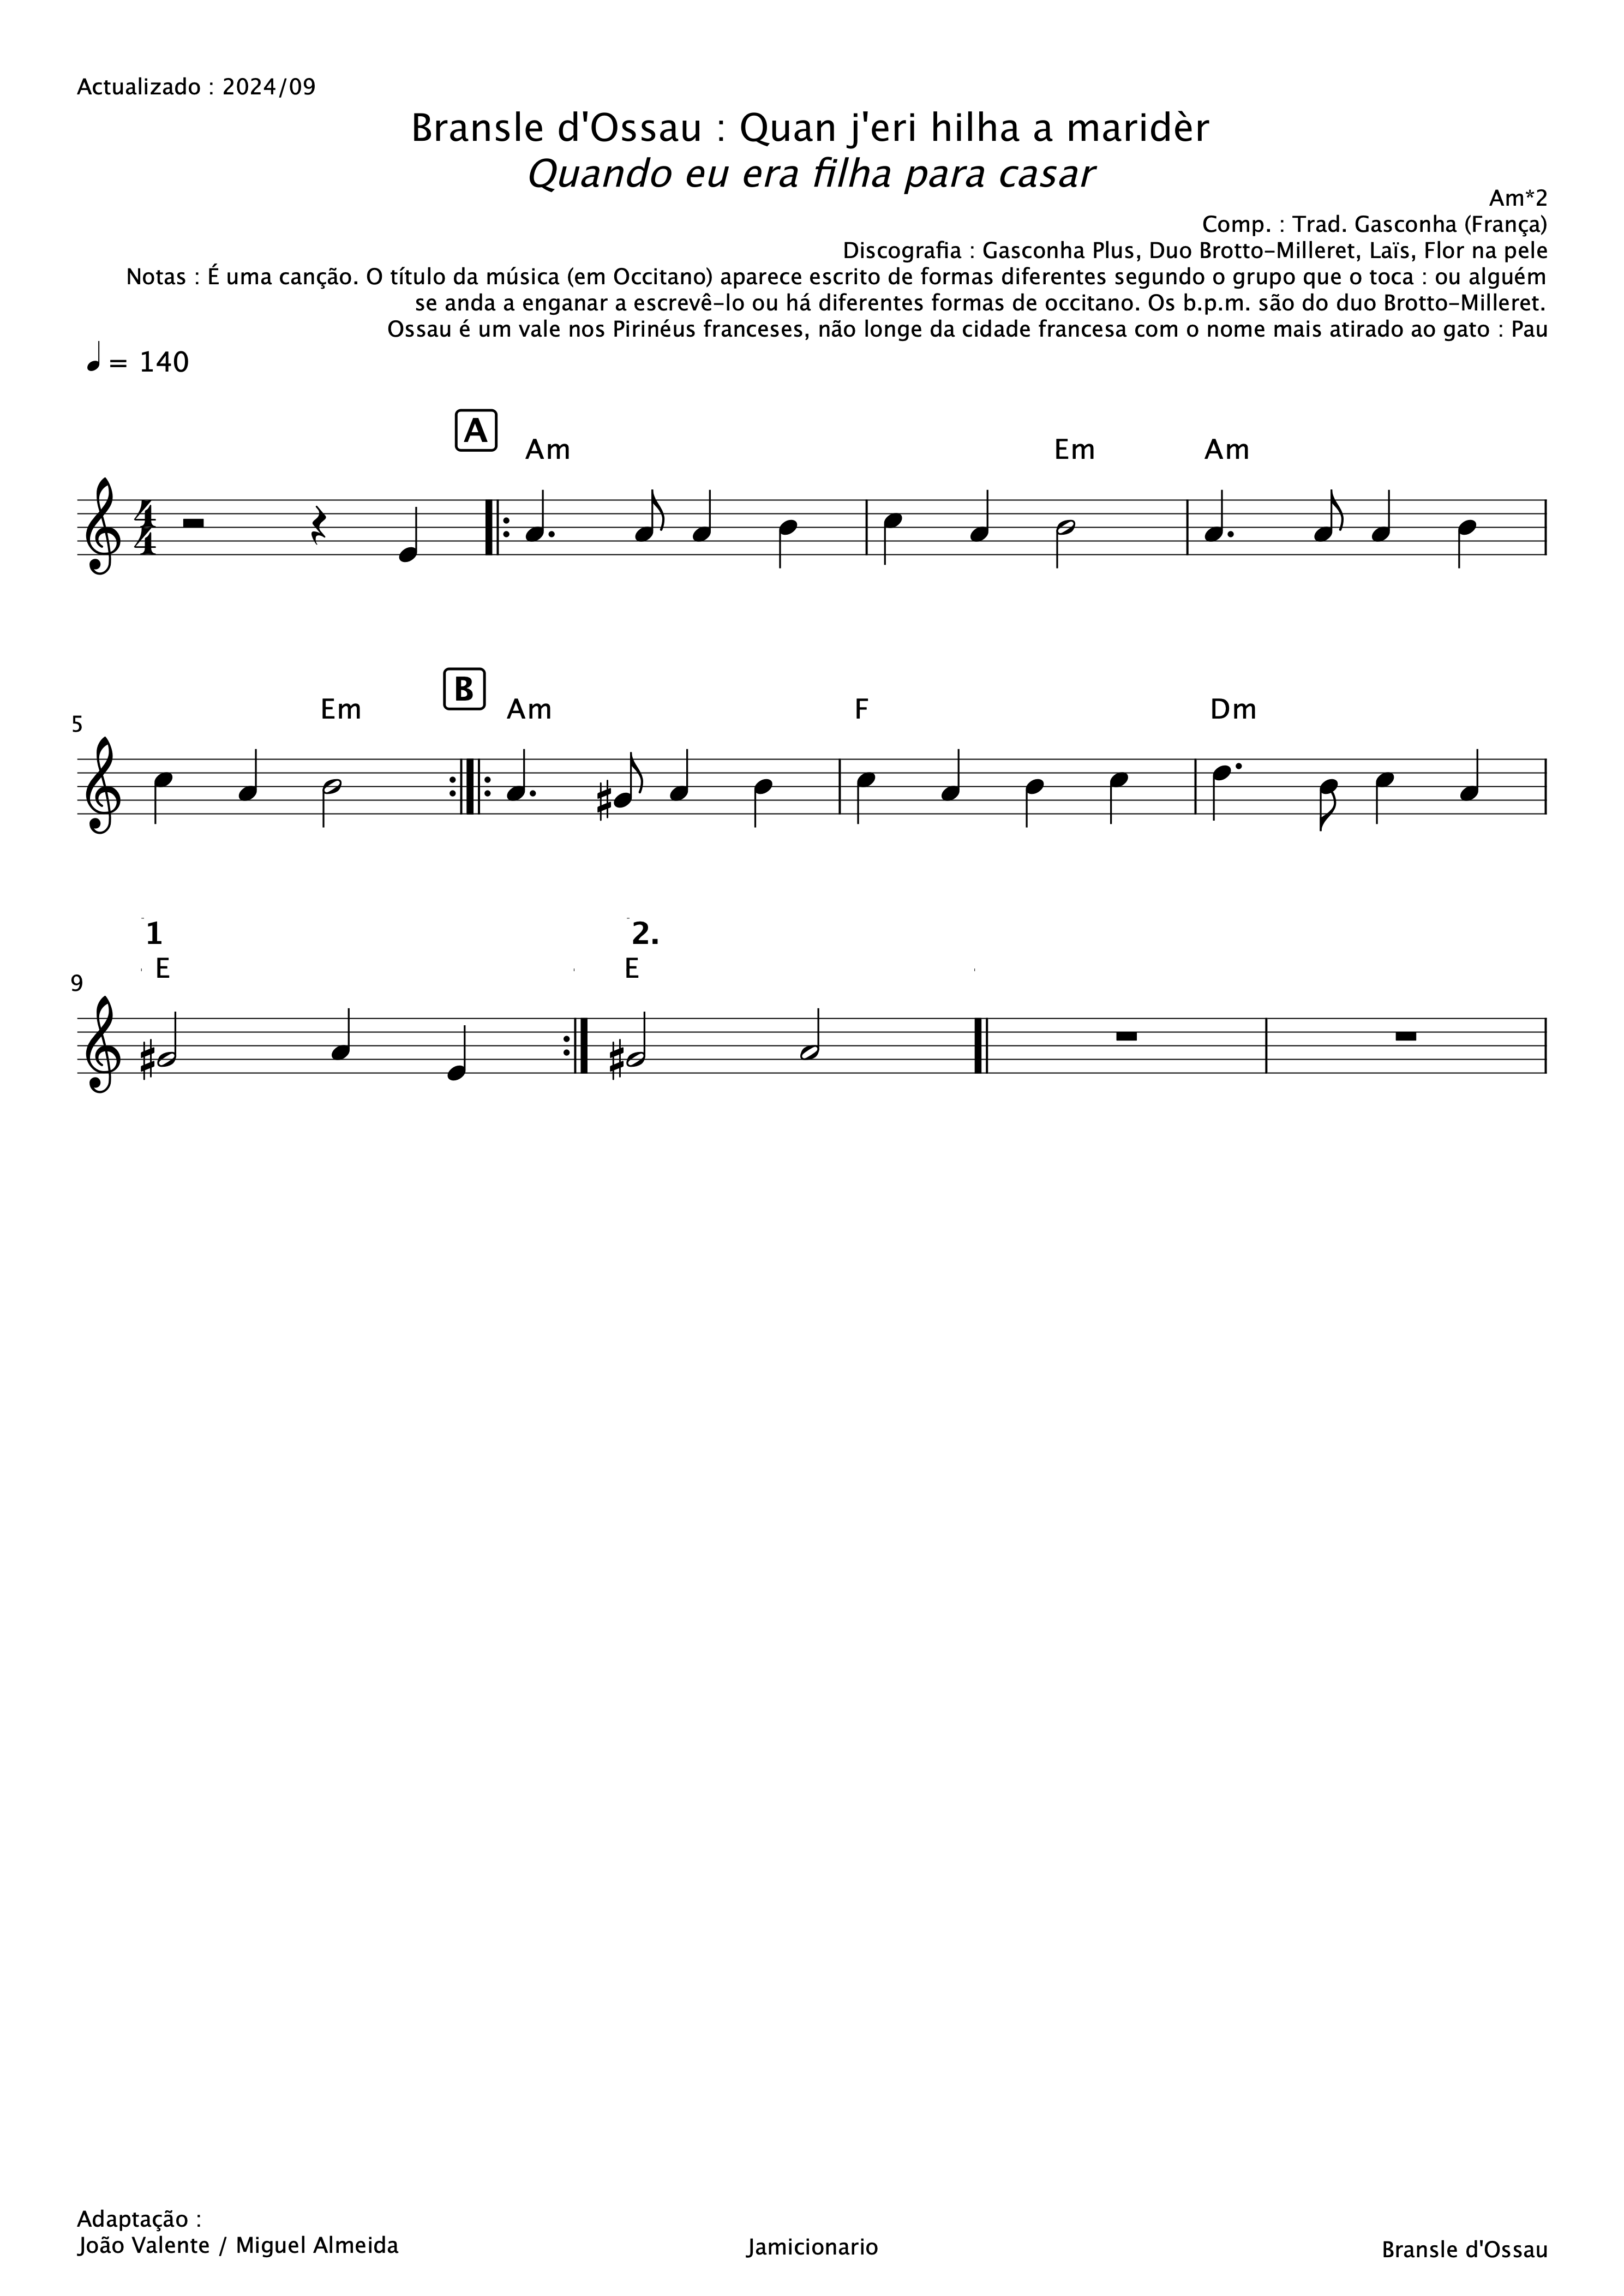 Actualizado : 2024/09
Bransle d'Ossau : Quan j'eri hilha a maridèr
Quando eu era filha para casar
Am*2
Comp. : Trad. Gasconha (França)
Discografia : Gasconha Plus, Duo Brotto-Milleret, Laïs, Flor na pele
Notas : É uma canção. O título da música (em Occitano) aparece escrito de formas diferentes segundo o grupo que o toca : ou alguém
se anda a enganar a escrevê-lo ou há diferentes formas de occitano. Os b.p.m. são do duo Brotto-Milleret.
Ossau é um vale nos Pirinéus franceses, não longe da cidade francesa com o nome mais atirado ao gato : Pau
= 140
A
Am Em Am
4
4
B
5 Em Am F Dm
1 2.
9 E E
Adaptação :
João Valente / Miguel Almeida
Jamicionario
Bransle d'Ossau